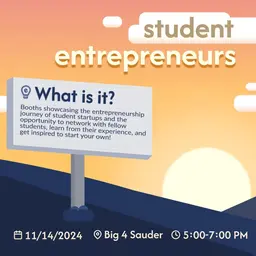 student
entrepreneurs
What is it?
Booths showcasing the entrepreneurship
journey of student startups and the
opportunity to network with fellow
students, learn from their experience, and
get inspired to start your own!
11/14/2024 Big 4 Sauder 5:00-7:00 PM